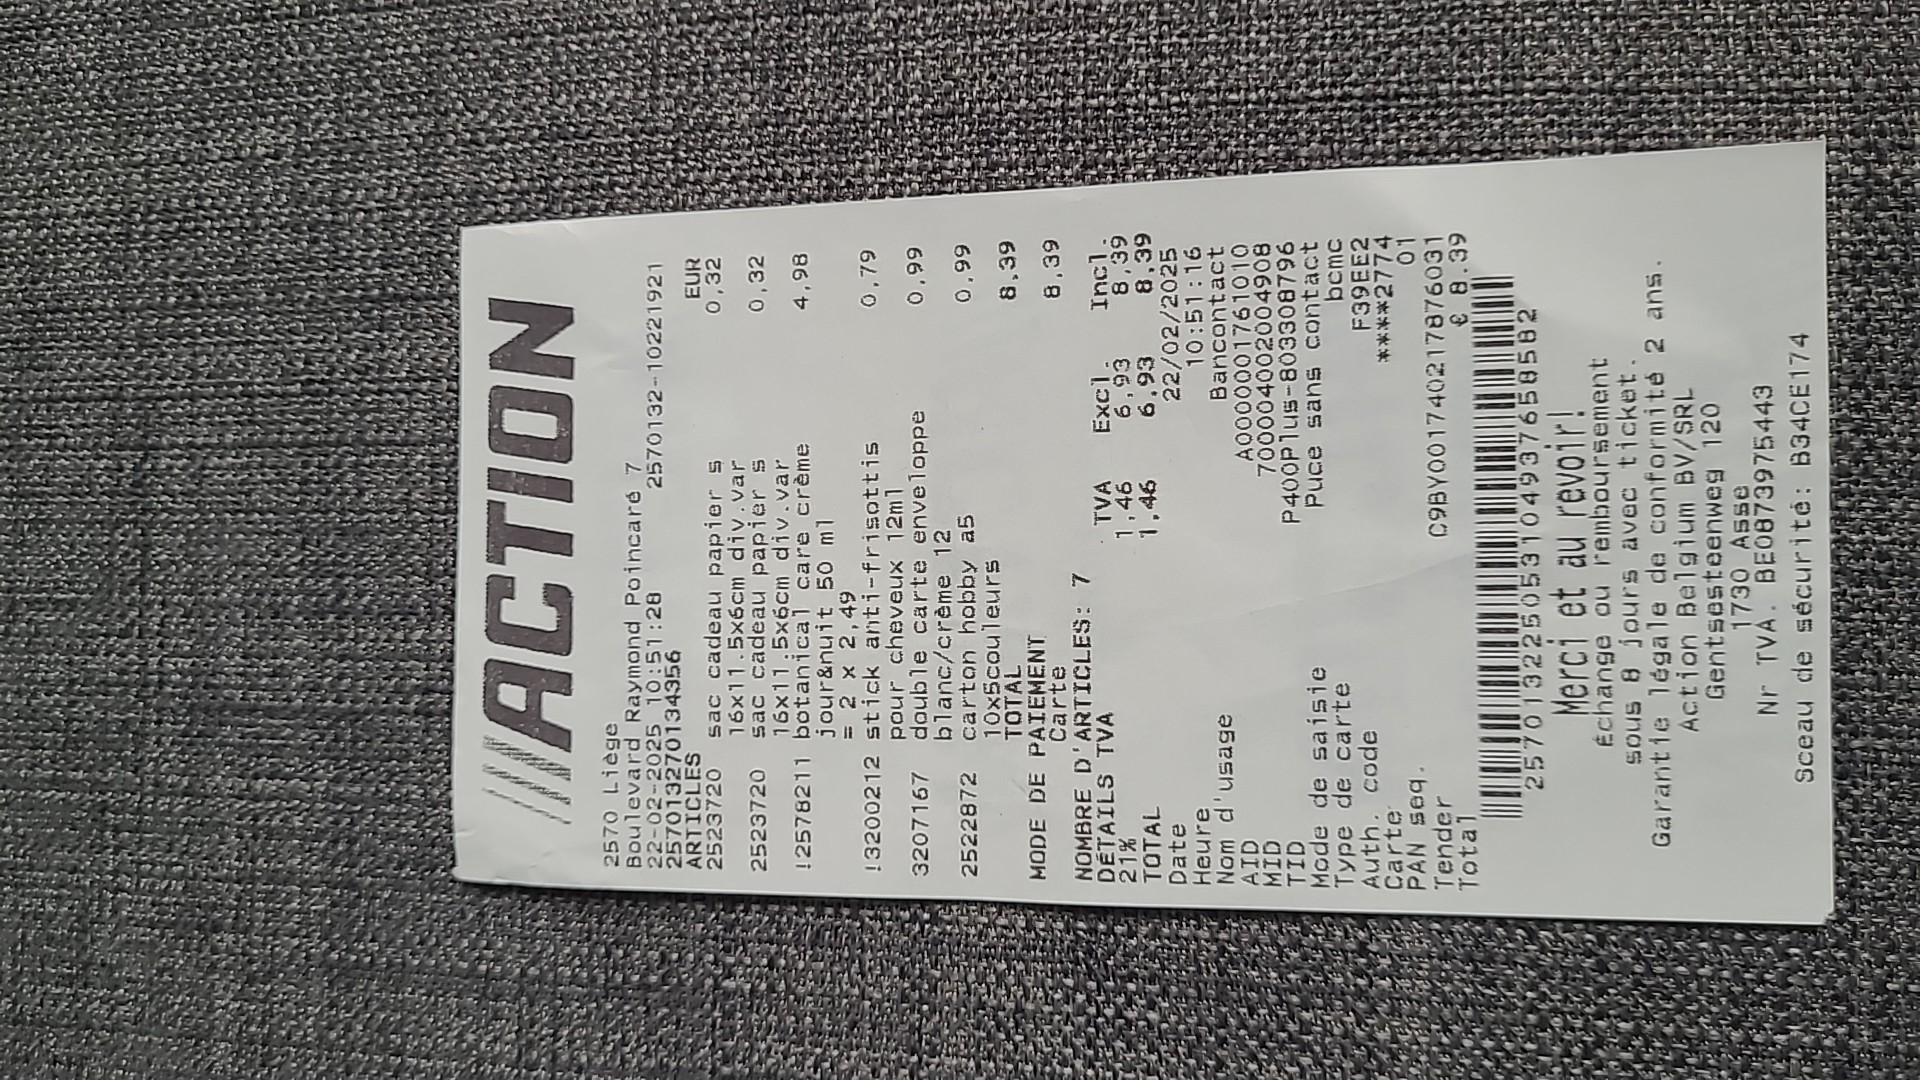 ACTION
2570 Liège
Boulevard Raymond Poincaré 7
22-02-2025 10:51:28 2570132-102221921
257013270134356
ARTICLES EUR
2523720 sac cadeau papier s 0,32
16x11.5x6cm div.var
2523720 sac cadeau papier s 0,32
16x11.5x6cm div.var
!2578211 botanical care crème 4,98
jour&nuit 50 ml
= 2 x 2,49
!3200212 stick anti-frisottis 0,79
pour cheveux 12ml
3207167 double carte enveloppe 0,99
blanc/crème 12
2522872 carton hobby a5 0,99
10x5couleurs
TOTAL 8,39
MODE DE PAIEMENT
Carte 8,39
NOMBRE D'ARTICLES: 7
DÉTAILS TVA TVA Excl. Incl.
21% 1,46 6,93 8,39
TOTAL 1,46 6,93 8,39
Date 22/02/2025
Heure 10:51:16
Nom d'usage Bancontact
AID A0000001761010
MID 700004002004908
TID P400Plus-803308796
Mode de saisie Puce sans contact
Type de carte bcmc
Auth. code F39EE2
Carte ****2774
PAN seq. 01
Tender C9BY001740217876031
Total € 8.39
257013225053104937658582
Merci et au revoir!
Échange ou remboursement
sous 8 jours avec ticket.
Garantie légale de conformité 2 ans.
Action Belgium BV/SRL
Gentsesteenweg 120
1730 Asse
Nr TVA. BE0873975443
Sceau de sécurité: B34CE174